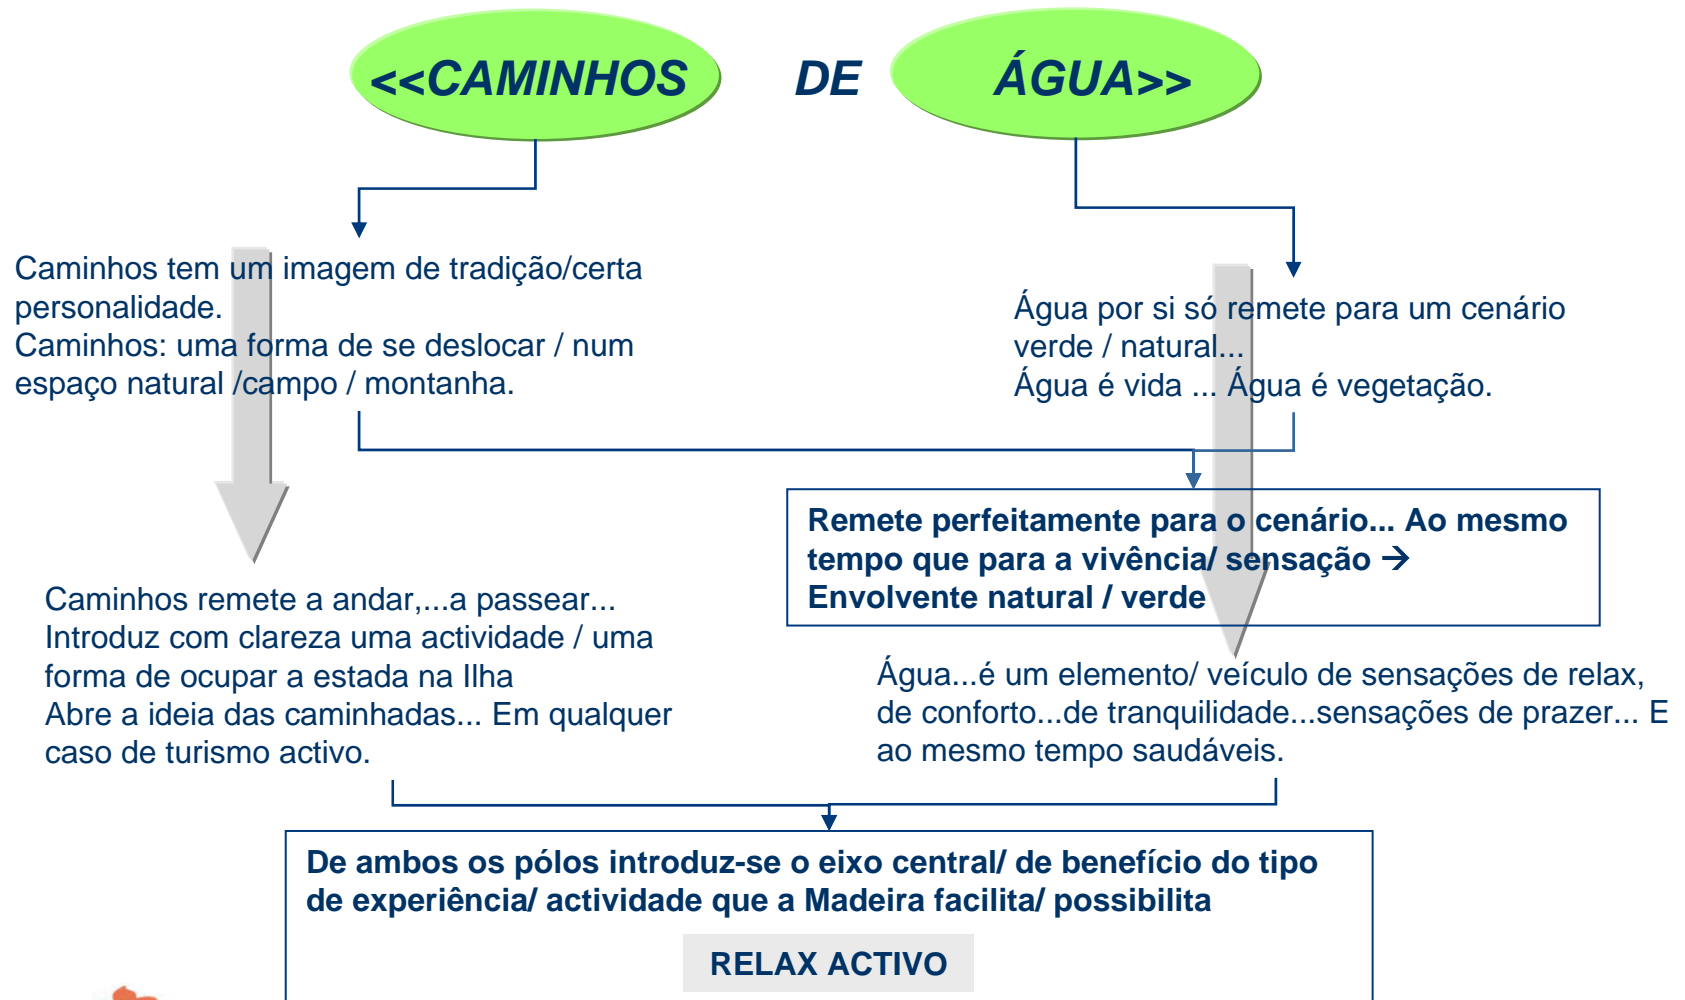 <<CAMINHOS DE ÁGUA>>
Caminhos tem um imagem de tradição/certa
personalidade.
Caminhos: uma forma de se deslocar / num
espaço natural /campo / montanha.
Água por si só remete para um cenário
verde / natural...
Água é vida ... Água é vegetação.
Remete perfeitamente para o cenário... Ao mesmo
tempo que para a vivência/ sensação →
Envolvente natural / verde
Caminhos remete a andar,...a passear...
Introduz com clareza uma actividade / uma
forma de ocupar a estada na Ilha
Abre a ideia das caminhadas... Em qualquer
caso de turismo activo.
Água...é um elemento/ veículo de sensações de relax,
de conforto...de tranquilidade...sensações de prazer... E
ao mesmo tempo saudáveis.
De ambos os pólos introduz-se o eixo central/ de benefício do tipo
de experiência/ actividade que a Madeira facilita/ possibilita
RELAX ACTIVO